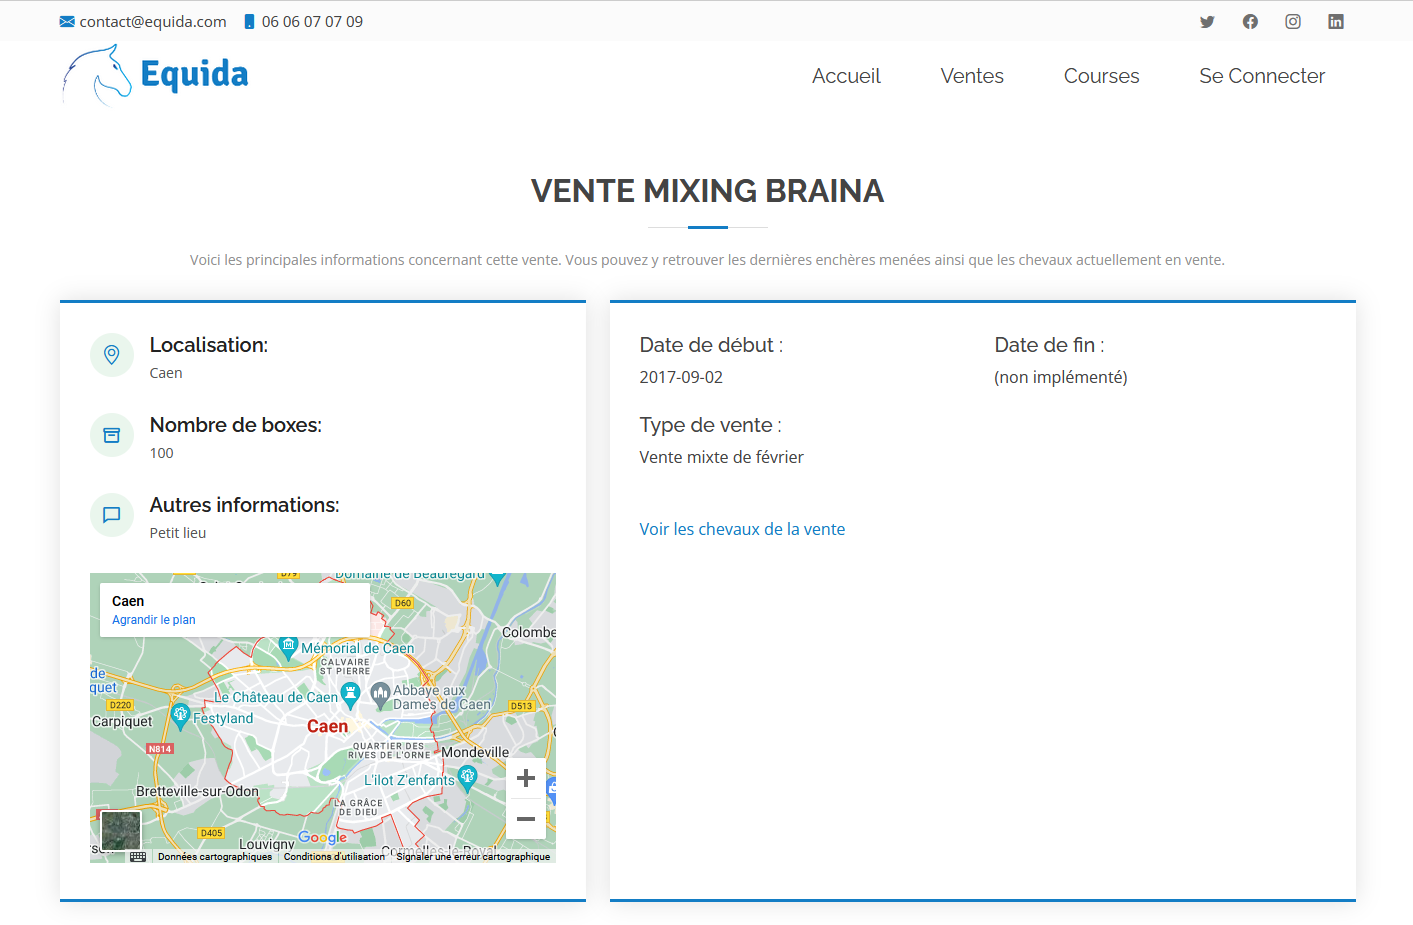 contact@equida.com 06 06 07 07 09
Equida
Accueil Ventes Courses Se Connecter
VENTE MIXING BRAINA
Voici les principales informations concernant cette vente. Vous pouvez y retrouver les dernières enchères menées ainsi que les chevaux actuellement en vente.
Localisation:
Caen
Nombre de boxes:
100
Autres informations:
Petit lieu
Date de début :
2017-09-02
Date de fin :
(non implémenté)
Type de vente :
Vente mixte de février
Voir les chevaux de la vente
Caen
Agrandir le plan
D79
Domaine de Beauregard
D60
Colombe
Mémorial de Caen
CALVAIRE
ST PIERRE
de
quet
Le Château de Caen
Abbaye aux
Dames de Caen
D220
D513
Carpiquet
Festyland
Caen
N814
QUARTIER DES
RIVES DE L'ORNE
Mondeville
L'ilot Z'enfants
Bretteville-sur-Odon
LA GRÂCE
DE DIEU
D405
Louvigny
Google
Cormelles-le-Royal
Données cartographiques
Conditions d'utilisation
Signaler une erreur cartographique